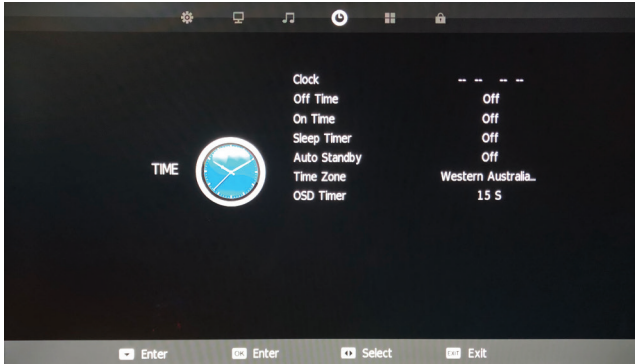 Clock -- -- -- --
Off Time Off
On Time Off
Sleep Timer Off
Auto Standby Off
TIME
Time Zone Western Australia...
OSD Timer 15 S
Enter OK Enter Select EXIT Exit